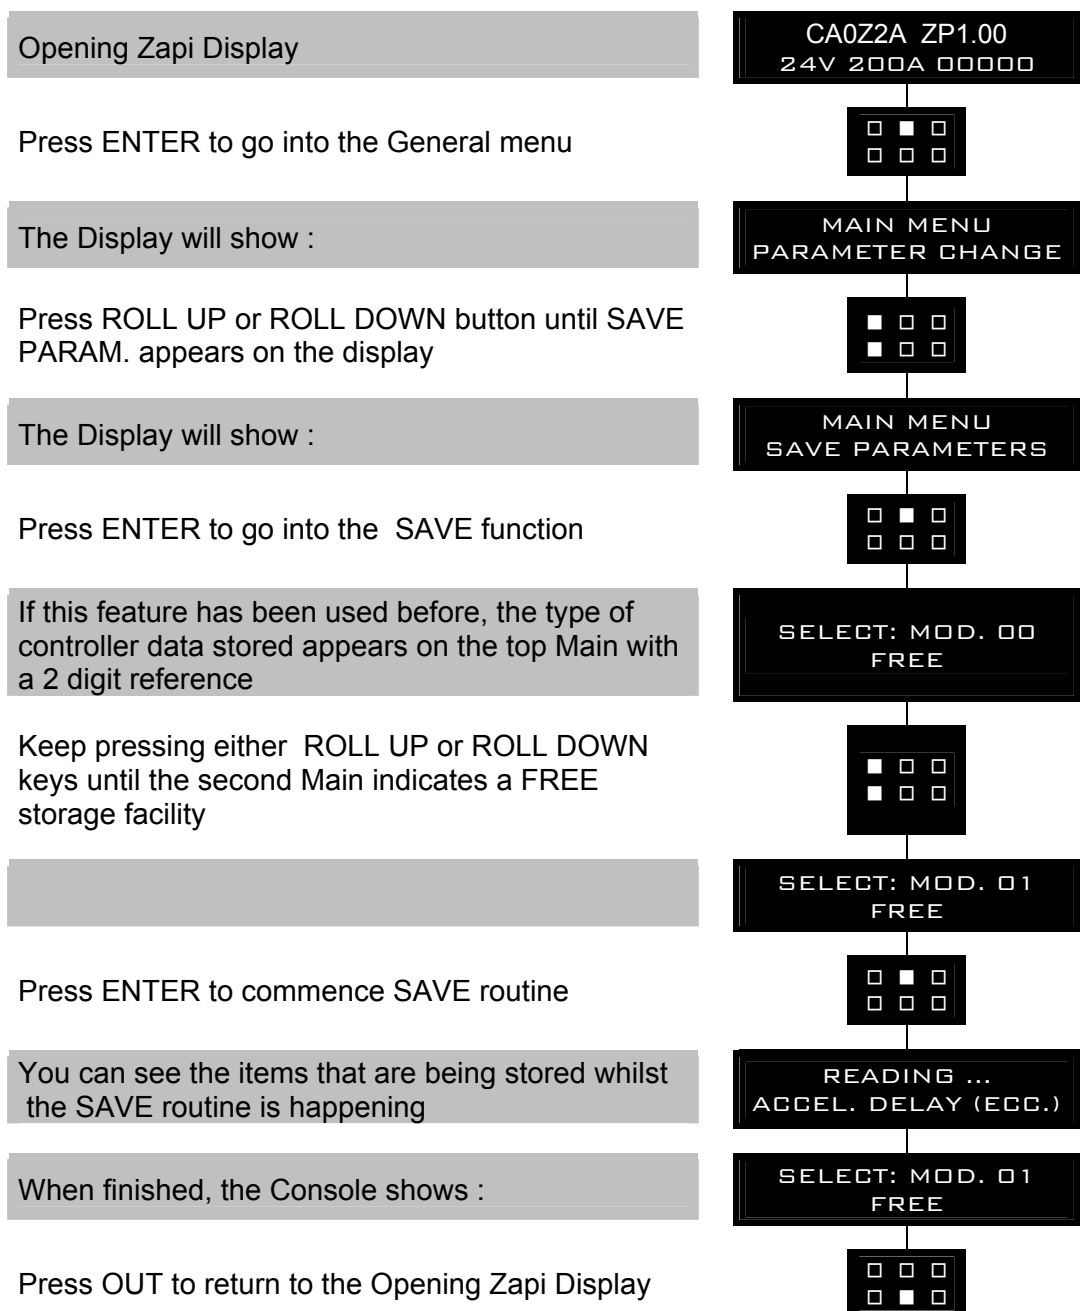 Opening Zapi Display
CA0Z2A ZP1.00
24V 200A 00000
Press ENTER to go into the General menu
The Display will show :
MAIN MENU
PARAMETER CHANGE
Press ROLL UP or ROLL DOWN button until SAVE
PARAM. appears on the display
The Display will show :
MAIN MENU
SAVE PARAMETERS
Press ENTER to go into the SAVE function
If this feature has been used before, the type of
controller data stored appears on the top Main with
a 2 digit reference
SELECT: MOD. 00
FREE
Keep pressing either ROLL UP or ROLL DOWN
keys until the second Main indicates a FREE
storage facility
SELECT: MOD. 01
FREE
Press ENTER to commence SAVE routine
You can see the items that are being stored whilst
the SAVE routine is happening
READING ...
ACCEL. DELAY (ECC.)
When finished, the Console shows :
SELECT: MOD. 01
FREE
Press OUT to return to the Opening Zapi Display